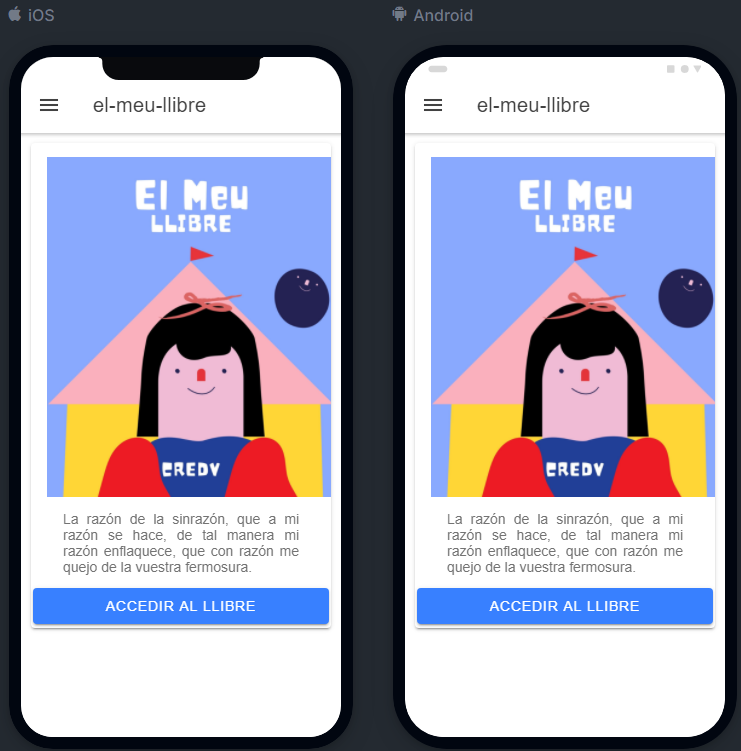 iOS
el-meu-llibre
El Meu
LLIBRE
CREDV
La razón de la sinrazón, que a mi
razón se hace, de tal manera mi
razón enflaquece, que con razón me
quejo de la vuestra fermosura.
ACCEDIR AL LLIBRE
Android
el-meu-llibre
El Meu
LLIBRE
CREDV
La razón de la sinrazón, que a mi
razón se hace, de tal manera mi
razón enflaquece, que con razón me
quejo de la vuestra fermosura.
ACCEDIR AL LLIBRE